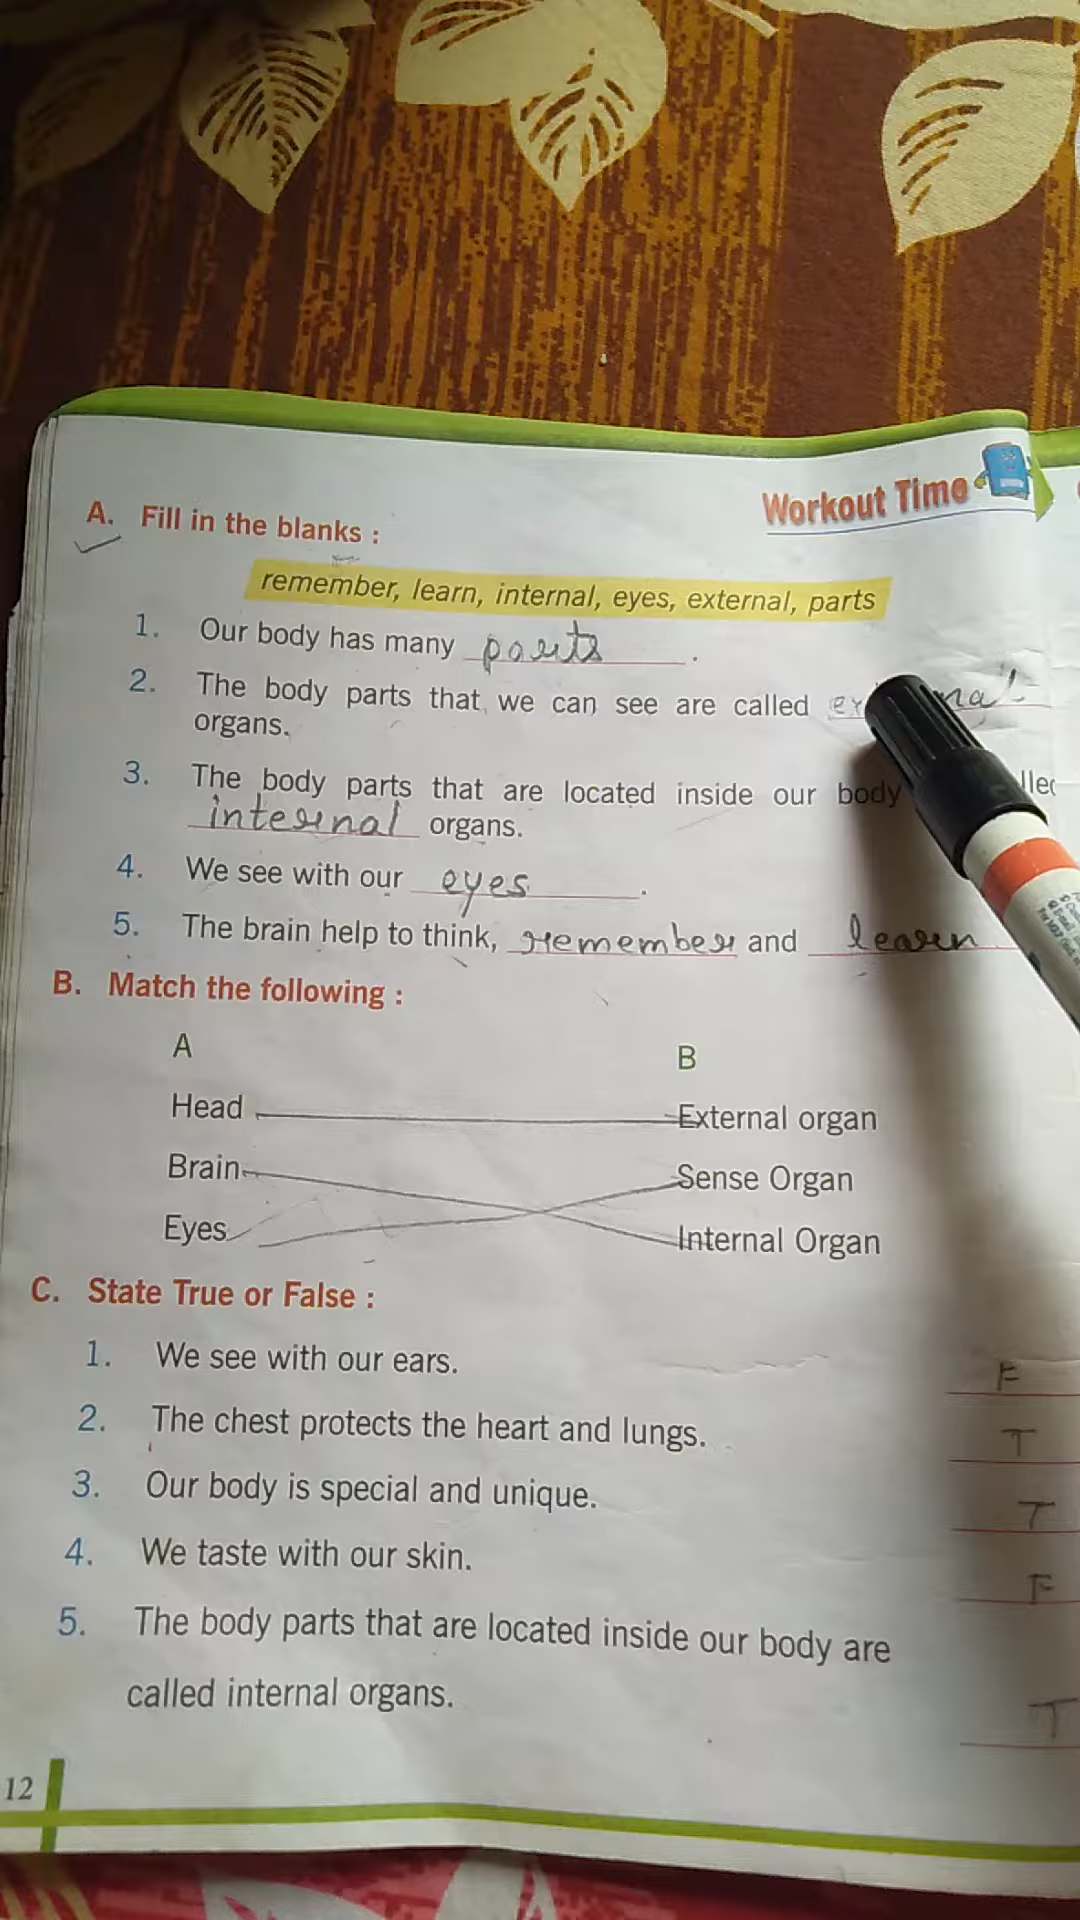 Workout Time
A. Fill in the blanks :
remember, learn, internal, eyes, external, parts
1. Our body has many parts .
2. The body parts that we can see are called
organs.
3. The body parts that are located inside our body
internal organs.
4. We see with our eyes .
5. The brain help to think, remember and learn
B. Match the following :
A B
Head External organ
Brain Sense Organ
Eyes Internal Organ
C. State True or False :
1. We see with our ears. F
2. The chest protects the heart and lungs. T
3. Our body is special and unique. T
4. We taste with our skin. F
5. The body parts that are located inside our body are
called internal organs. T
12